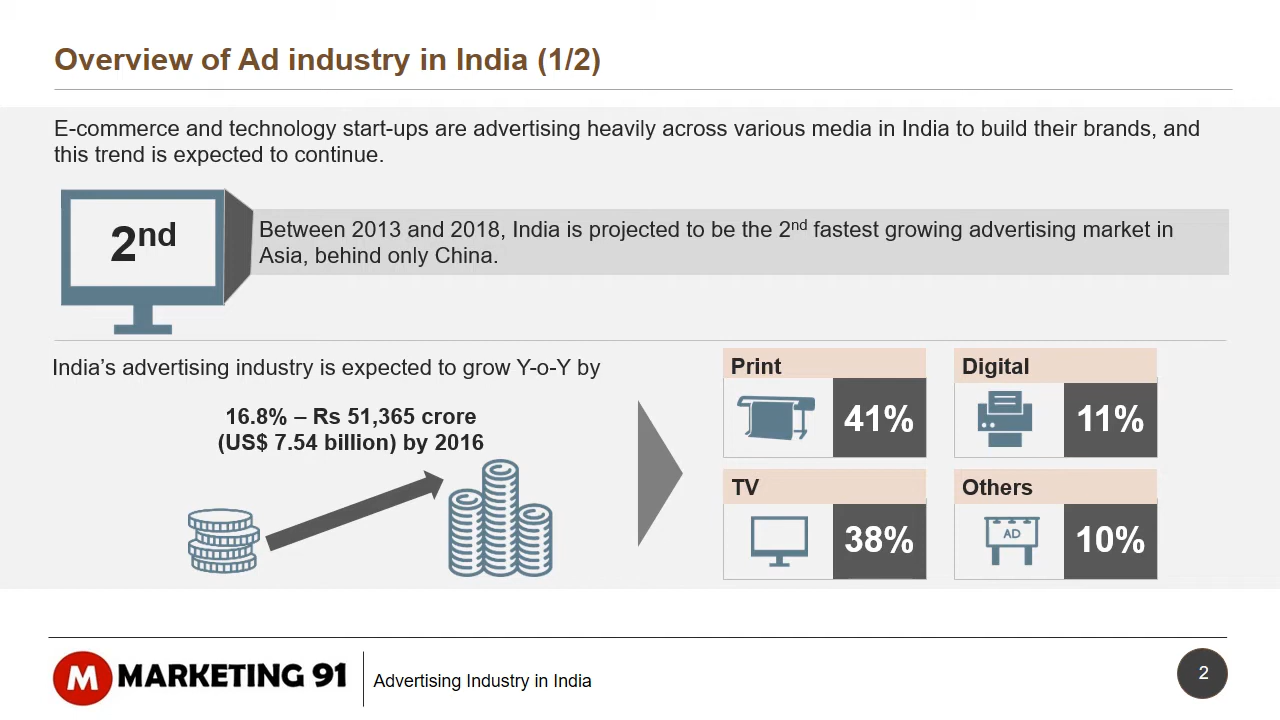 Overview of Ad industry in India (1/2)
E-commerce and technology start-ups are advertising heavily across various media in India to build their brands, and
this trend is expected to continue.
2nd
Between 2013 and 2018, India is projected to be the 2nd fastest growing advertising market in
Asia, behind only China.
India’s advertising industry is expected to grow Y-o-Y by
16.8% – Rs 51,365 crore
(US$ 7.54 billion) by 2016
Print
41%
Digital
11%
TV
38%
Others
AD
10%
M MARKETING 91
Advertising Industry in India
2